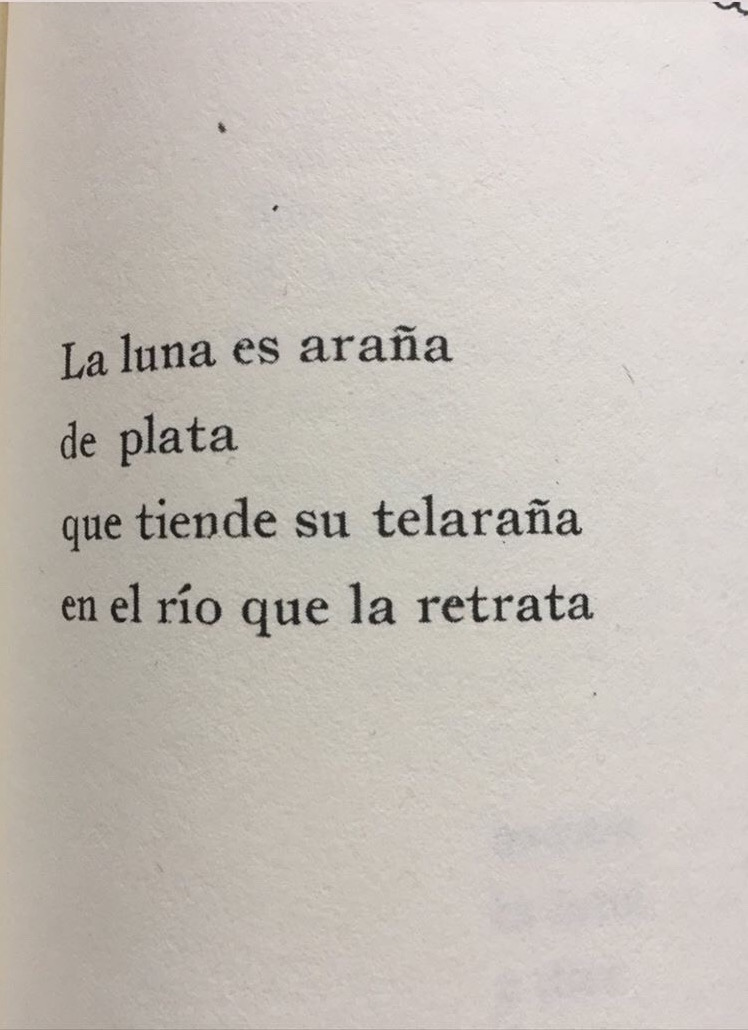 La luna es araña
de plata
que tiende su telaraña
en el río que la retrata